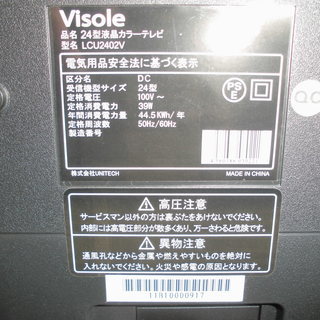 Visole
品名 24型液晶カラーテレビ
型名 LCU2402V
電気用品安全法に基づく表示
区分名 DC
受信機型サイズ 24型
定格電圧 100V～
定格消費電力 39W
年間消費電力量 44.5KWh/年
定格周波数 50Hz/60Hz
製造番号
PS
E
株式会社UNITECH
MADE IN CHINA
高圧注意
サービスマン以外の方は裏ぶたをあけないでください。
内部には高電圧部分が数多くあり、万一さわると危険です。
異物注意
通風孔などから金属や燃えやすいものを絶対に
入れないでください。火災や感電の原因となります。
11810000917